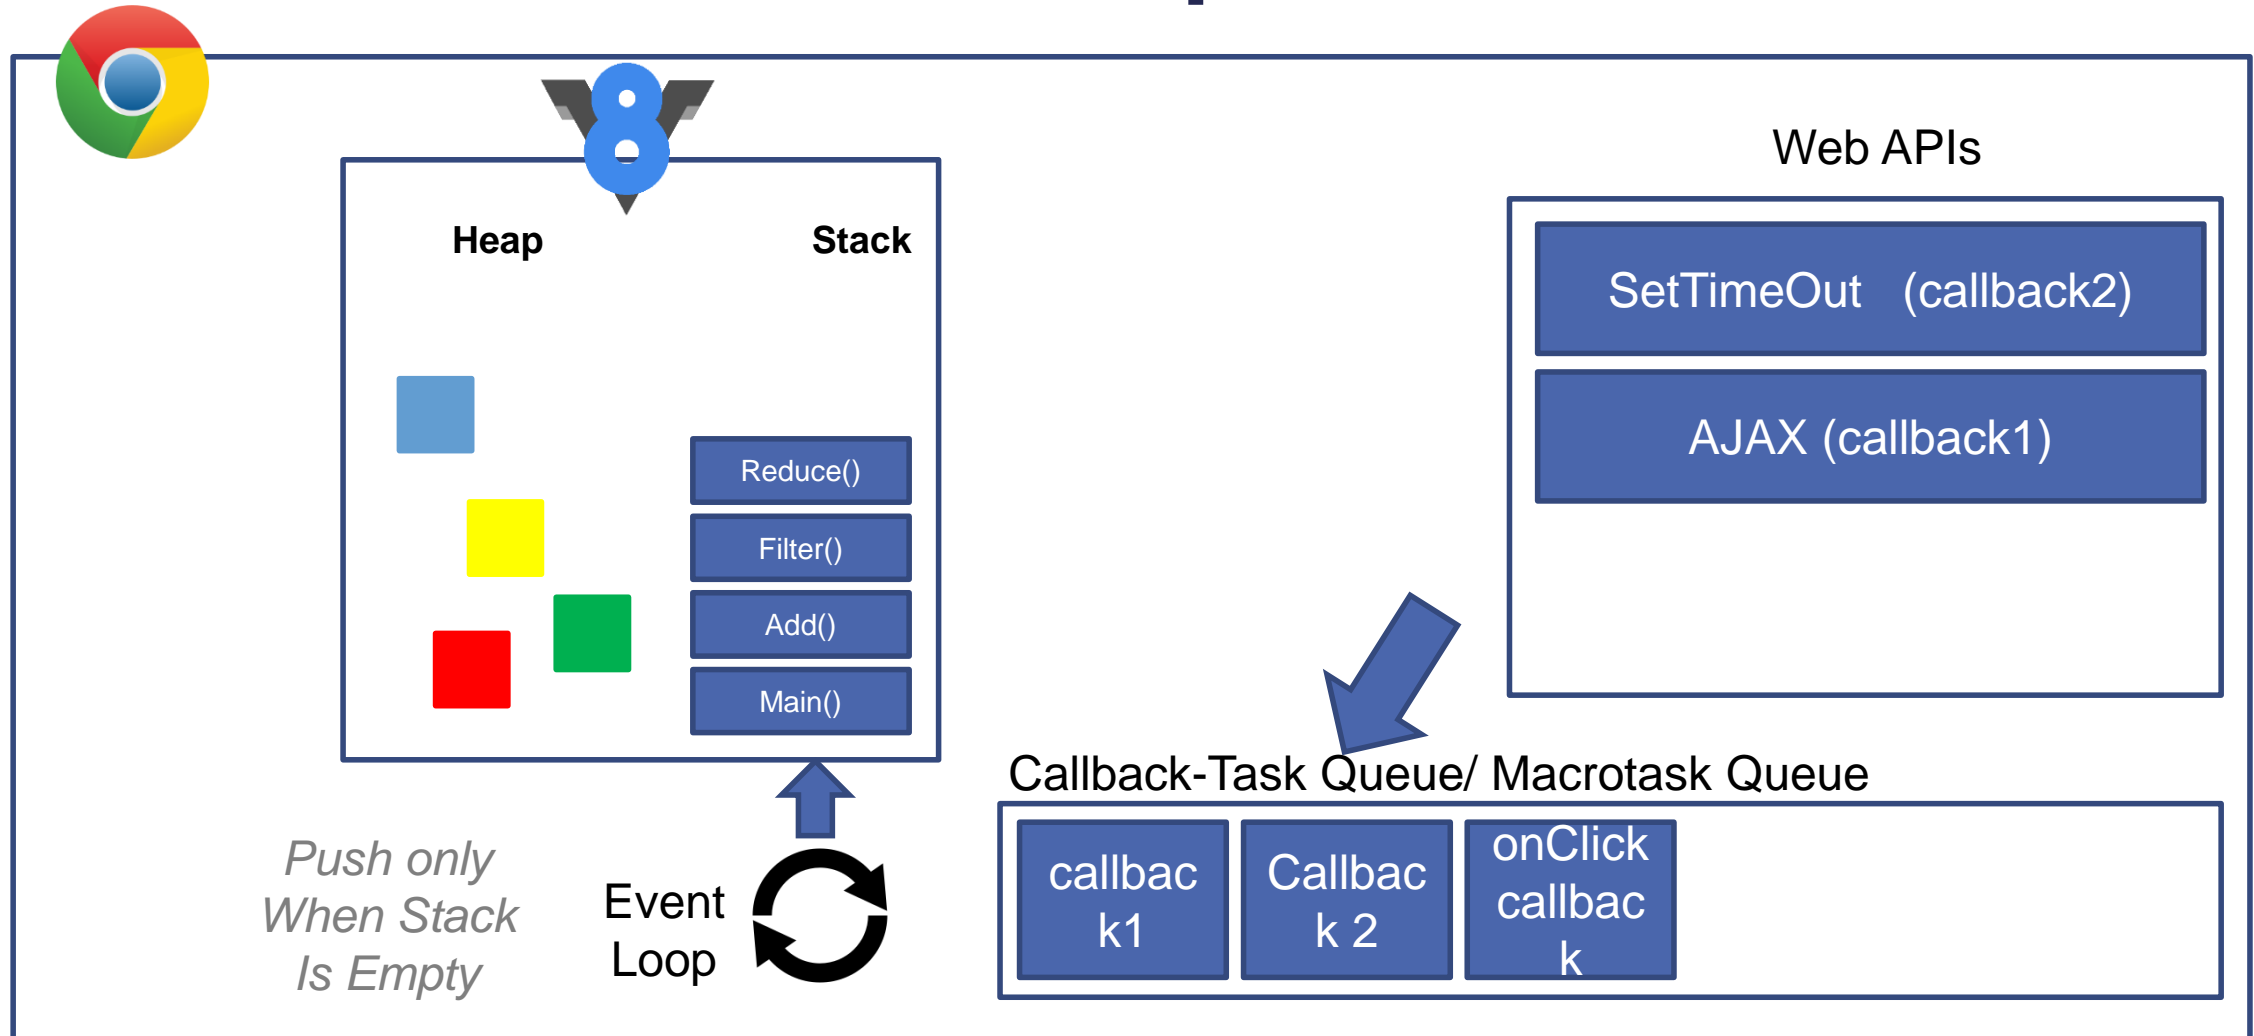 Heap
Stack
Reduce()
Filter()
Add()
Main()
Web APIs
SetTimeOut (callback2)
AJAX (callback1)
Callback-Task Queue/ Macrotask Queue
callbac
k1
Callbac
k 2
onClick
callbac
k
Push only
When Stack
Is Empty
Event
Loop